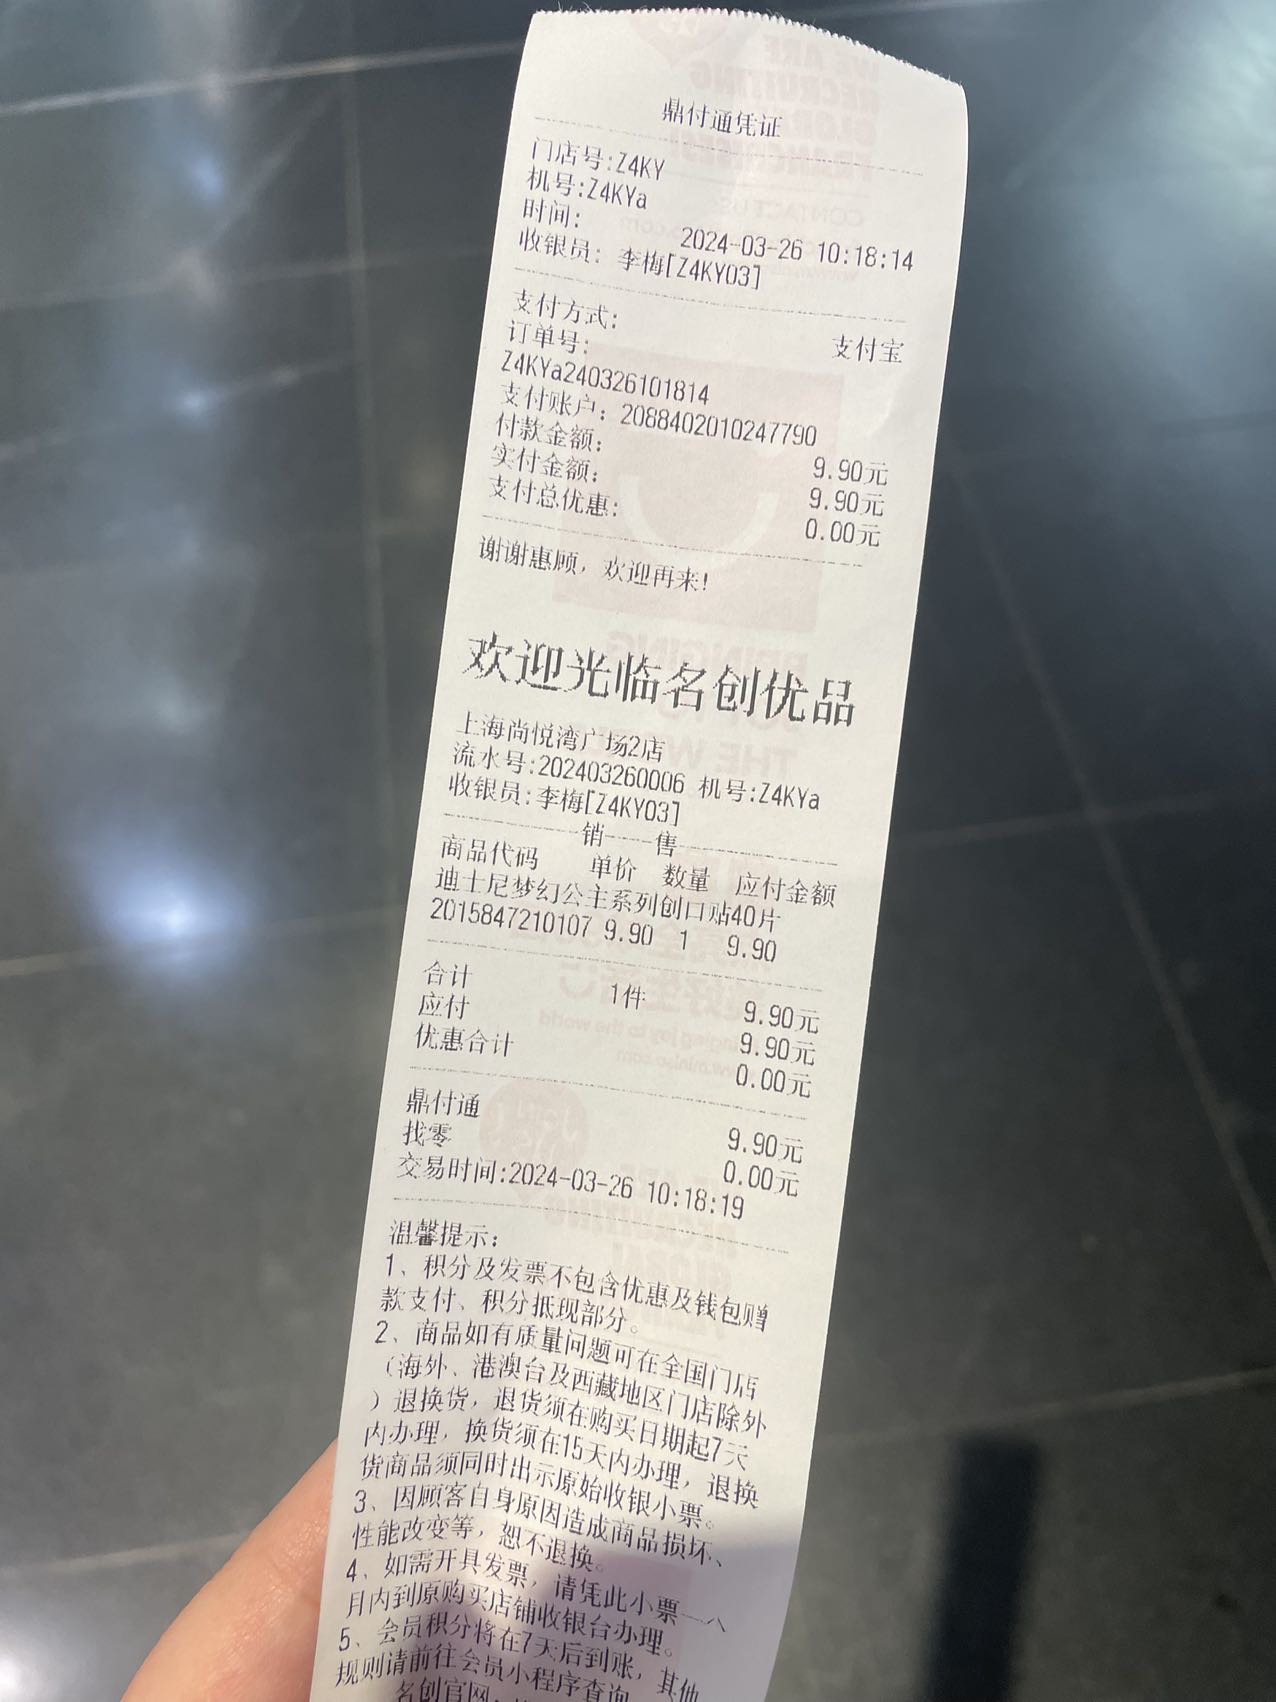 鼎付通凭证
门店号:Z4KY
机号:Z4KYa
时间: 2024-03-26 10:18:14
收银员: 李梅[Z4KY03]
支付方式: 支付宝
订单号:
Z4KYa240326101814
支付账户: 2088402010247790
付款金额: 9.90元
实付金额: 9.90元
支付总优惠: 0.00元
谢谢惠顾, 欢迎再来!
欢迎光临名创优品
上海尚悦湾广场2店
流水号:202403260006 机号:Z4KYa
收银员:李梅[Z4KY03]
销 售
商品代码 单价 数量 应付金额
迪士尼梦幻公主系列创口贴40片
2015847210107 9.90 1 9.90
合计 1件 9.90元
应付 9.90元
优惠合计 0.00元
鼎付通 9.90元
找零 0.00元
交易时间:2024-03-26 10:18:19
温馨提示:
1、积分及发票不包含优惠及钱包赠
款支付、积分抵现部分。
2、商品如有质量问题可在全国门店
(海外、港澳台及西藏地区门店除外
)退换货, 退货须在购买日期起7天
内办理, 换货须在15天内办理, 退换
货商品须同时出示原始收银小票。
3、因顾客自身原因造成商品损坏、
性能改变等, 恕不退换。
4、如需开具发票, 请凭此小票一个
月内到原购买店铺收银台办理。
5、会员积分将在7天后到账, 其他
规则请前往会员小程序查询
名创官网